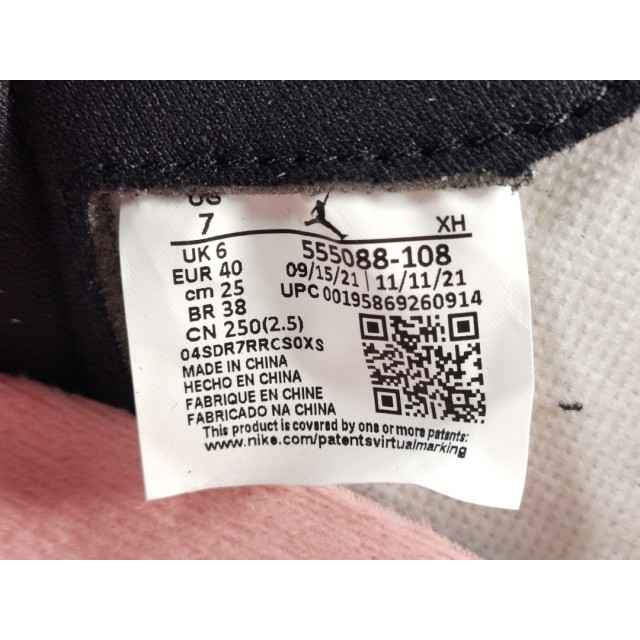 US
7
XH
UK 6
EUR 40
cm 25
BR 38
CN 250(2.5)
555088-108
09/15/21 | 11/11/21
UPC 00195869260914
04SDR7RRCS0XS
MADE IN CHINA
HECHO EN CHINA
FABRIQUE EN CHINE
FABRICADO NA CHINA
This product is covered by one or more patents:
www.nike.com/patentsvirtualmarking